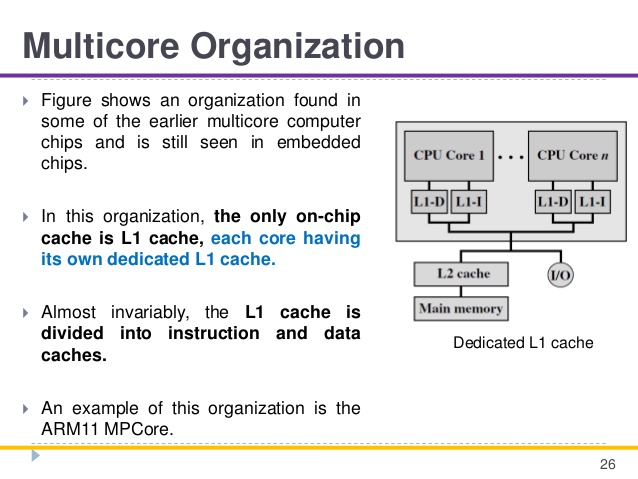 Multicore Organization
Figure shows an organization found in
some of the earlier multicore computer
chips and is still seen in embedded
chips.
In this organization, the only on-chip
cache is L1 cache, each core having
its own dedicated L1 cache.
Almost invariably, the L1 cache is
divided into instruction and data
caches.
An example of this organization is the
ARM11 MPCore.
CPU Core 1 • • • CPU Core n
L1-D L1-I L1-D L1-I
L2 cache I/O
Main memory
Dedicated L1 cache
26